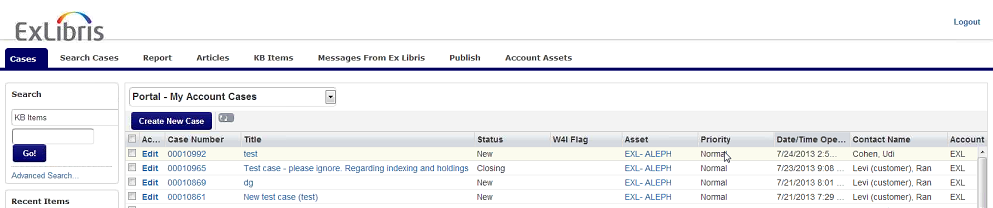 ExLibris
Logout
Cases Search Cases Report Articles KB Items Messages From Ex Libris Publish Account Assets
Search
KB Items
Go!
Advanced Search...
Recent Items
Portal - My Account Cases
Create New Case
Ac... Case Number Title Status W4I Flag Asset Priority Date/Time Ope... Contact Name Account
Edit 00010992 test New EXL- ALEPH Normal 7/24/2013 2:5... Cohen, Udi EXL
Edit 00010965 Test case - please ignore. Regarding indexing and holdings Closing EXL- ALEPH Normal 7/23/2013 9:08 ... Levi (customer), Ran EXL
Edit 00010869 dg New EXL- ALEPH Normal 7/21/2013 8:01 ... Levi (customer), Ran EXL
Edit 00010861 New test case (test) New EXL- ALEPH Normal 7/21/2013 7:29 ... Levi (customer), Ran EXL